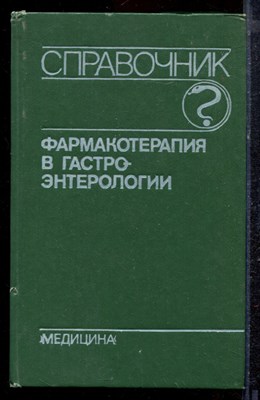 СПРАВОЧНИК
ФАРМАКОТЕРАПИЯ
В ГАСТРО-
ЭНТЕРОЛОГИИ
«МЕДИЦИНА»